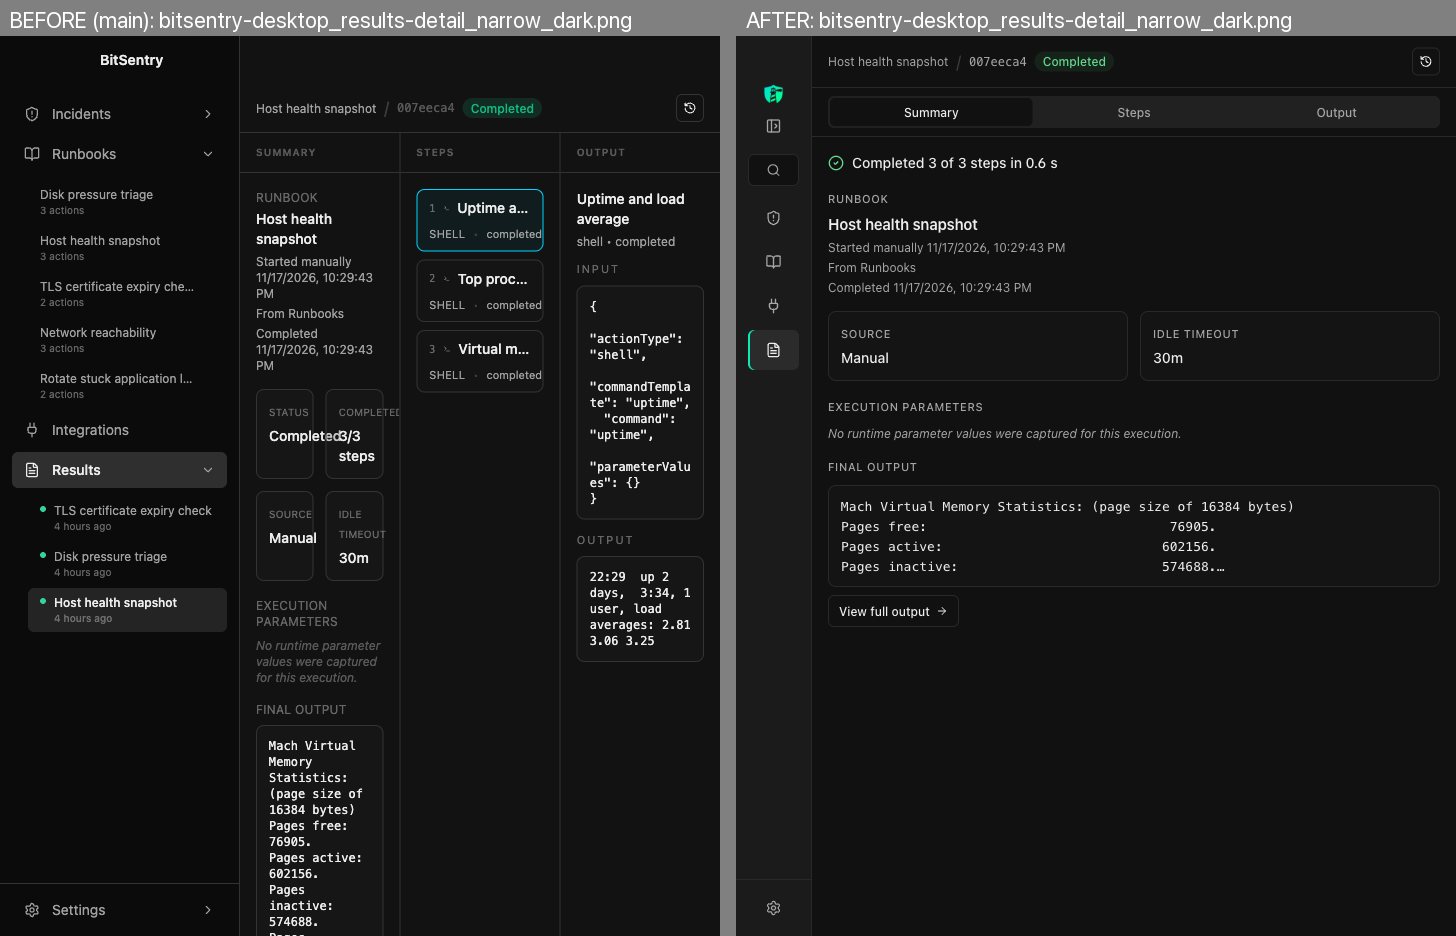 BEFORE (main): bitsentry-desktop_results-detail_narrow_dark.png
BitSentry
Incidents
Runbooks
Disk pressure triage
3 actions
Host health snapshot
3 actions
TLS certificate expiry che...
2 actions
Network reachability
3 actions
Rotate stuck application l...
2 actions
Integrations
Results
TLS certificate expiry check
4 hours ago
Disk pressure triage
4 hours ago
Host health snapshot
4 hours ago
Settings
Host health snapshot / 007eeca4 Completed
SUMMARY
RUNBOOK
Host health
snapshot
Started manually
11/17/2026, 10:29:43
PM
From Runbooks
Completed
11/17/2026, 10:29:43
PM
STATUS
Completed
COMPLETED
3/3
steps
SOURCE
Manual
IDLE
TIMEOUT
30m
EXECUTION
PARAMETERS
No runtime parameter
values were captured
for this execution.
FINAL OUTPUT
Mach Virtual
Memory
Statistics:
(page size of
16384 bytes)
Pages free:
76905.
Pages active:
602156.
Pages
inactive:
574688.
STEPS
1 Uptime a...
SHELL · completed
2 Top proc...
SHELL · completed
3 Virtual m...
SHELL · completed
OUTPUT
Uptime and load
average
shell • completed
INPUT
{
"actionType":
"shell",
"commandTempla
te": "uptime",
"command":
"uptime",
"parameterValu
es": {}
}
OUTPUT
22:29 up 2
days, 3:34, 1
user, load
averages: 2.81
3.06 3.25
AFTER: bitsentry-desktop_results-detail_narrow_dark.png
Host health snapshot / 007eeca4 Completed
Summary
Steps
Output
Completed 3 of 3 steps in 0.6 s
RUNBOOK
Host health snapshot
Started manually 11/17/2026, 10:29:43 PM
From Runbooks
Completed 11/17/2026, 10:29:43 PM
SOURCE
Manual
IDLE TIMEOUT
30m
EXECUTION PARAMETERS
No runtime parameter values were captured for this execution.
FINAL OUTPUT
Mach Virtual Memory Statistics: (page size of 16384 bytes)
Pages free: 76905.
Pages active: 602156.
Pages inactive: 574688.…
View full output →